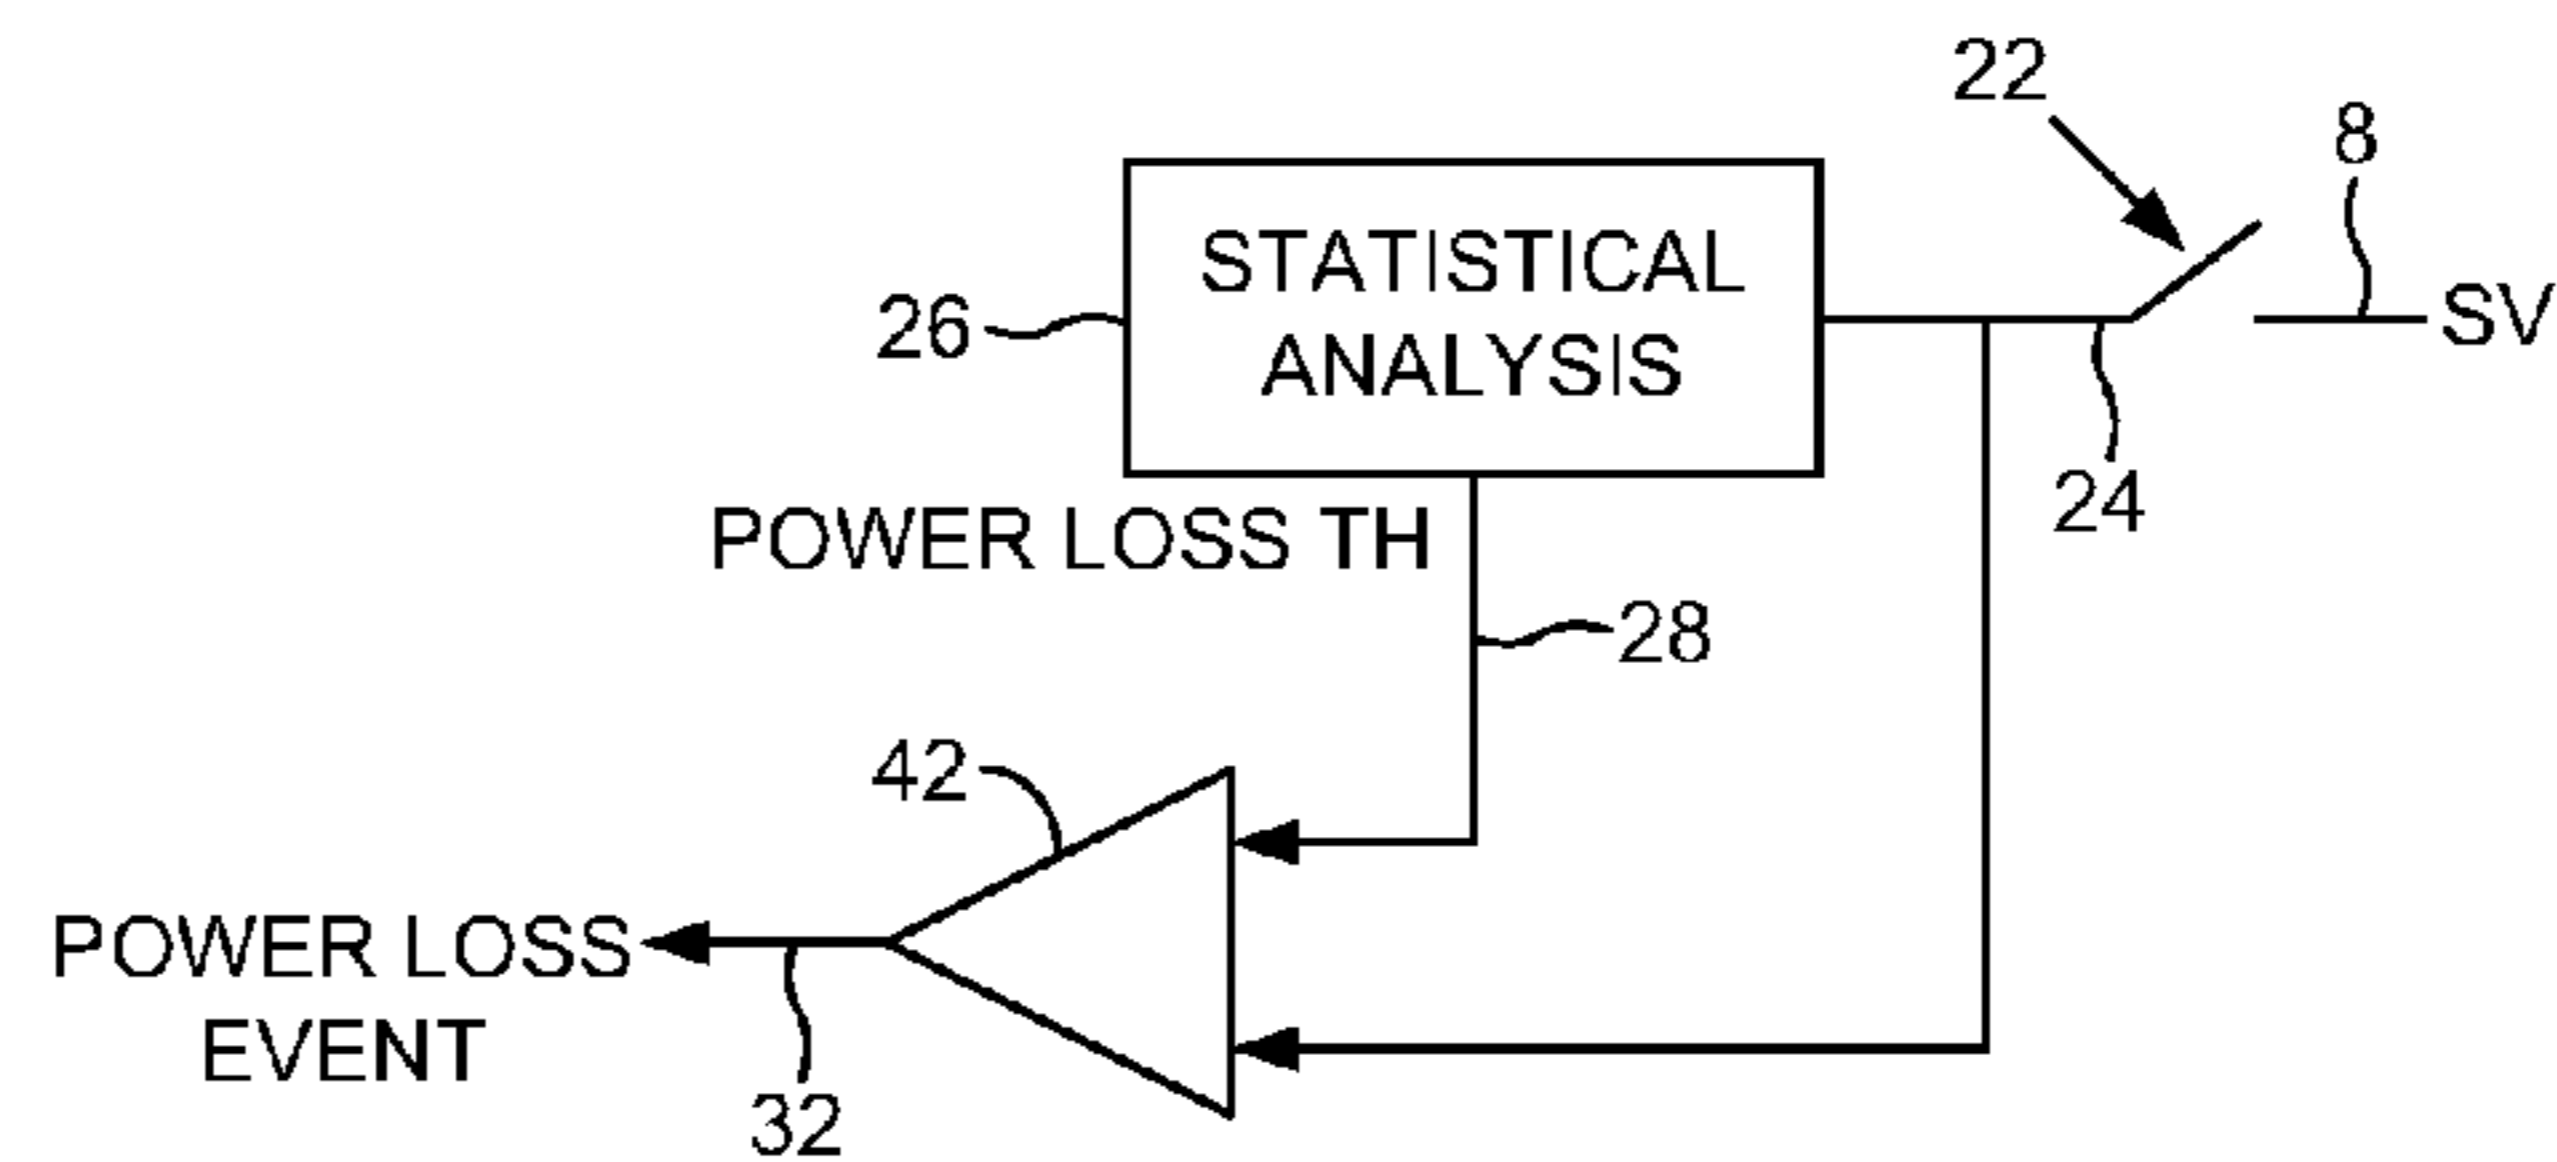 22
8
STATISTICAL
ANALYSIS
26
SV
24
POWER LOSS TH
28
42
POWER LOSS
EVENT
32